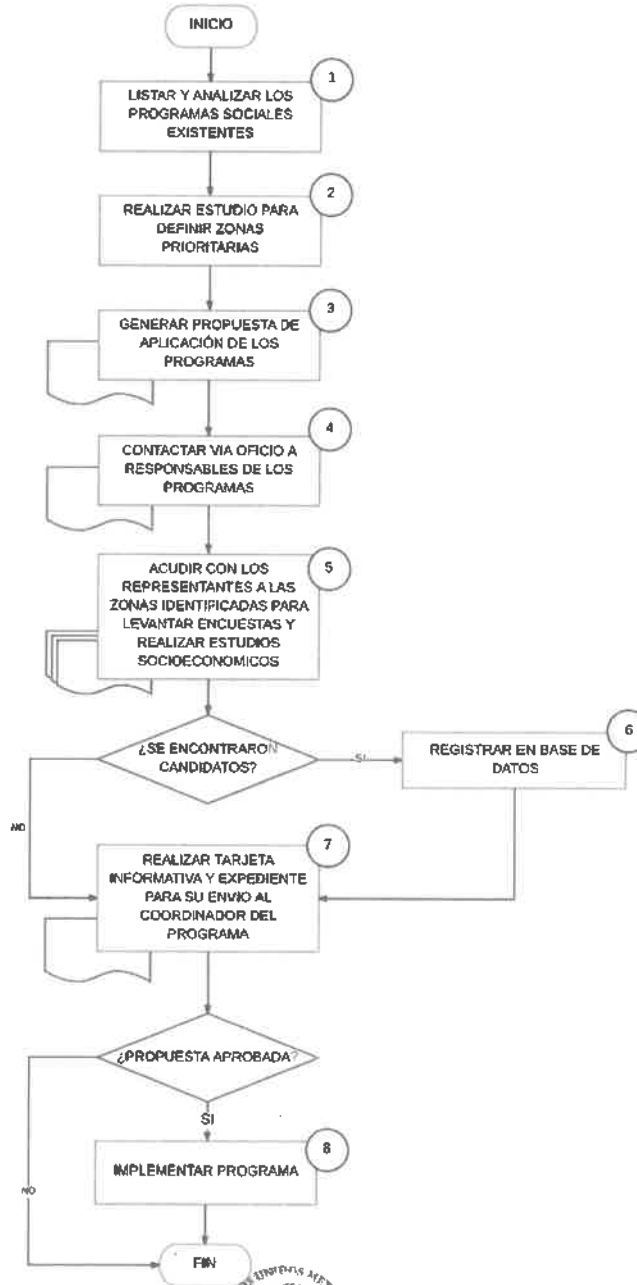 INICIO
1
LISTAR Y ANALIZAR LOS
PROGRAMAS SOCIALES
EXISTENTES
2
REALIZAR ESTUDIO PARA
DEFINIR ZONAS
PRIORITARIAS
3
GENERAR PROPUESTA DE
APLICACIÓN DE LOS
PROGRAMAS
4
CONTACTAR VIA OFICIO A
RESPONSABLES DE LOS
PROGRAMAS
5
ACUDIR CON LOS
REPRESENTANTES A LAS
ZONAS IDENTIFICADAS PARA
LEVANTAR ENCUESTAS Y
REALIZAR ESTUDIOS
SOCIOECONOMICOS
¿SE ENCONTRARON
CANDIDATOS?
SI
6
REGISTRAR EN BASE DE
DATOS
NO
7
REALIZAR TARJETA
INFORMATIVA Y EXPEDIENTE
PARA SU ENVIO AL
COORDINADOR DEL
PROGRAMA
¿PROPUESTA APROBADA?
SI
8
IMPLEMENTAR PROGRAMA
NO
FIN
UNIDOS